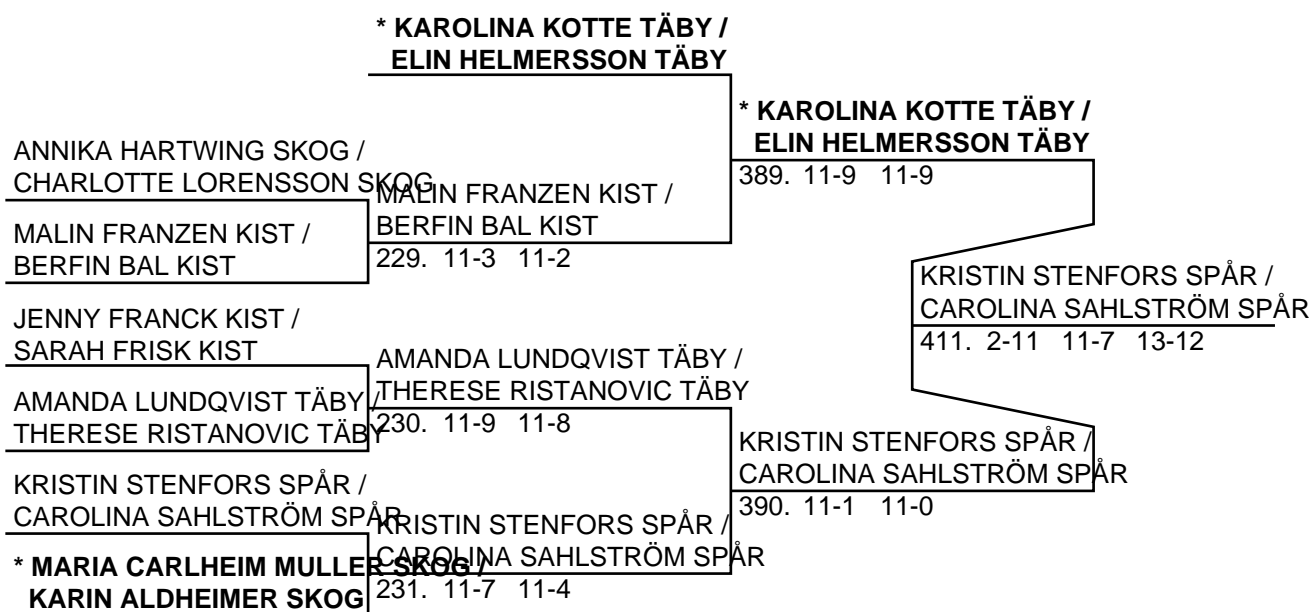 * KAROLINA KOTTE TÄBY /
ELIN HELMERSSON TÄBY
* KAROLINA KOTTE TÄBY /
ELIN HELMERSSON TÄBY
389. 11-9 11-9
ANNIKA HARTWING SKOG /
CHARLOTTE LORENSSON SKOG
MALIN FRANZEN KIST /
BERFIN BAL KIST
229. 11-3 11-2
MALIN FRANZEN KIST /
BERFIN BAL KIST
KRISTIN STENFORS SPÅR /
CAROLINA SAHLSTRÖM SPÅR
411. 2-11 11-7 13-12
JENNY FRANCK KIST /
SARAH FRISK KIST
AMANDA LUNDQVIST TÄBY /
THERESE RISTANOVIC TÄBY
230. 11-9 11-8
AMANDA LUNDQVIST TÄBY /
THERESE RISTANOVIC TÄBY
KRISTIN STENFORS SPÅR /
CAROLINA SAHLSTRÖM SPÅR
390. 11-1 11-0
KRISTIN STENFORS SPÅR /
CAROLINA SAHLSTRÖM SPÅR
KRISTIN STENFORS SPÅR /
CAROLINA SAHLSTRÖM SPÅR
231. 11-7 11-4
* MARIA CARLHEIM MULLER SKOG /
KARIN ALDHEIMER SKOG